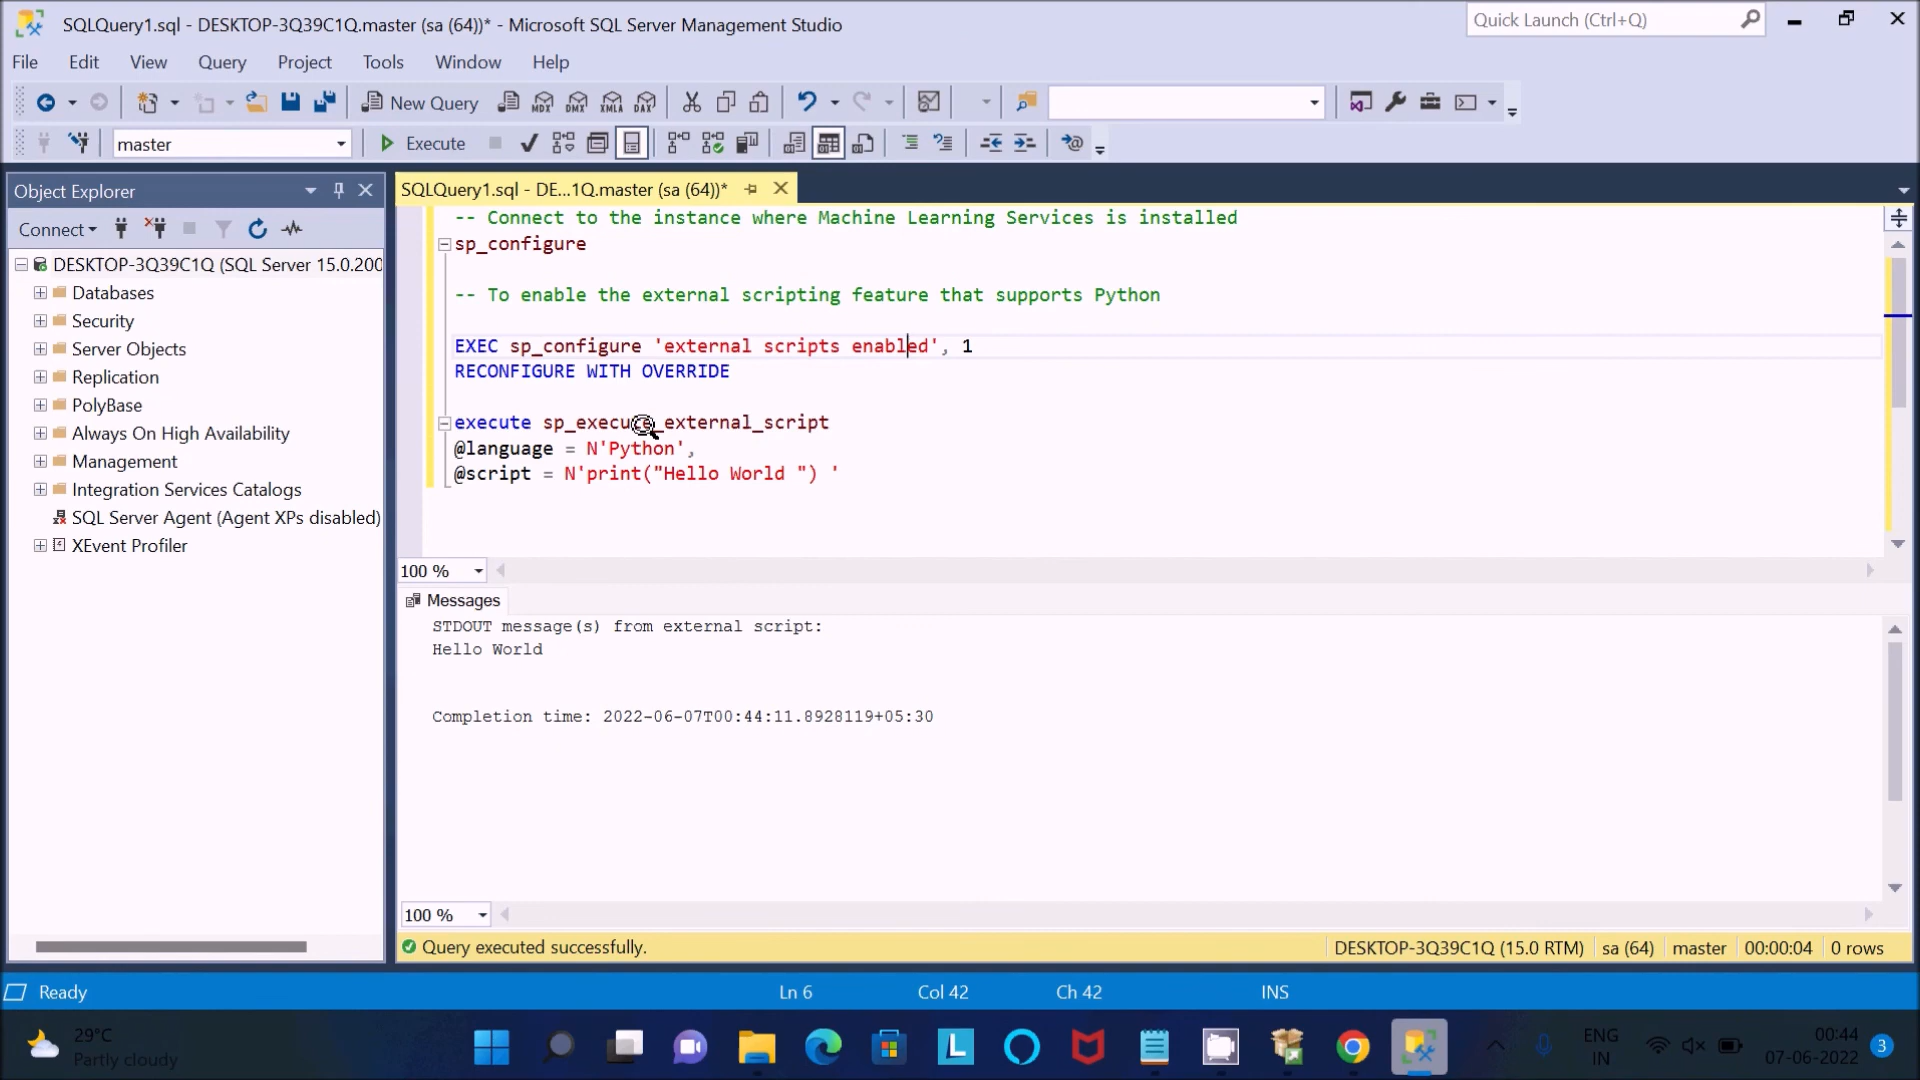 SQLQuery1.sql - DESKTOP-3Q39C1Q.master (sa (64))* - Microsoft SQL Server Management Studio
Quick Launch (Ctrl+Q)
File Edit View Query Project Tools Window Help
New Query MDX DMX XMLA DAX
master Execute
Object Explorer
SQLQuery1.sql - DE...1Q.master (sa (64))*
Connect
DESKTOP-3Q39C1Q (SQL Server 15.0.200
Databases
Security
Server Objects
Replication
PolyBase
Always On High Availability
Management
Integration Services Catalogs
SQL Server Agent (Agent XPs disabled)
XEvent Profiler
-- Connect to the instance where Machine Learning Services is installed
sp_configure
-- To enable the external scripting feature that supports Python
EXEC sp_configure 'external scripts enabled', 1
RECONFIGURE WITH OVERRIDE
execute sp_execute_external_script
@language = N'Python',
@script = N'print("Hello World ") '
100 %
Messages
STDOUT message(s) from external script:
Hello World
Completion time: 2022-06-07T00:44:11.8928119+05:30
100 %
Query executed successfully.
DESKTOP-3Q39C1Q (15.0 RTM) sa (64) master 00:00:04 0 rows
Ready Ln 6 Col 42 Ch 42 INS
29°C
Partly cloudy
L
ENG
IN
00:44
07-06-2022
3